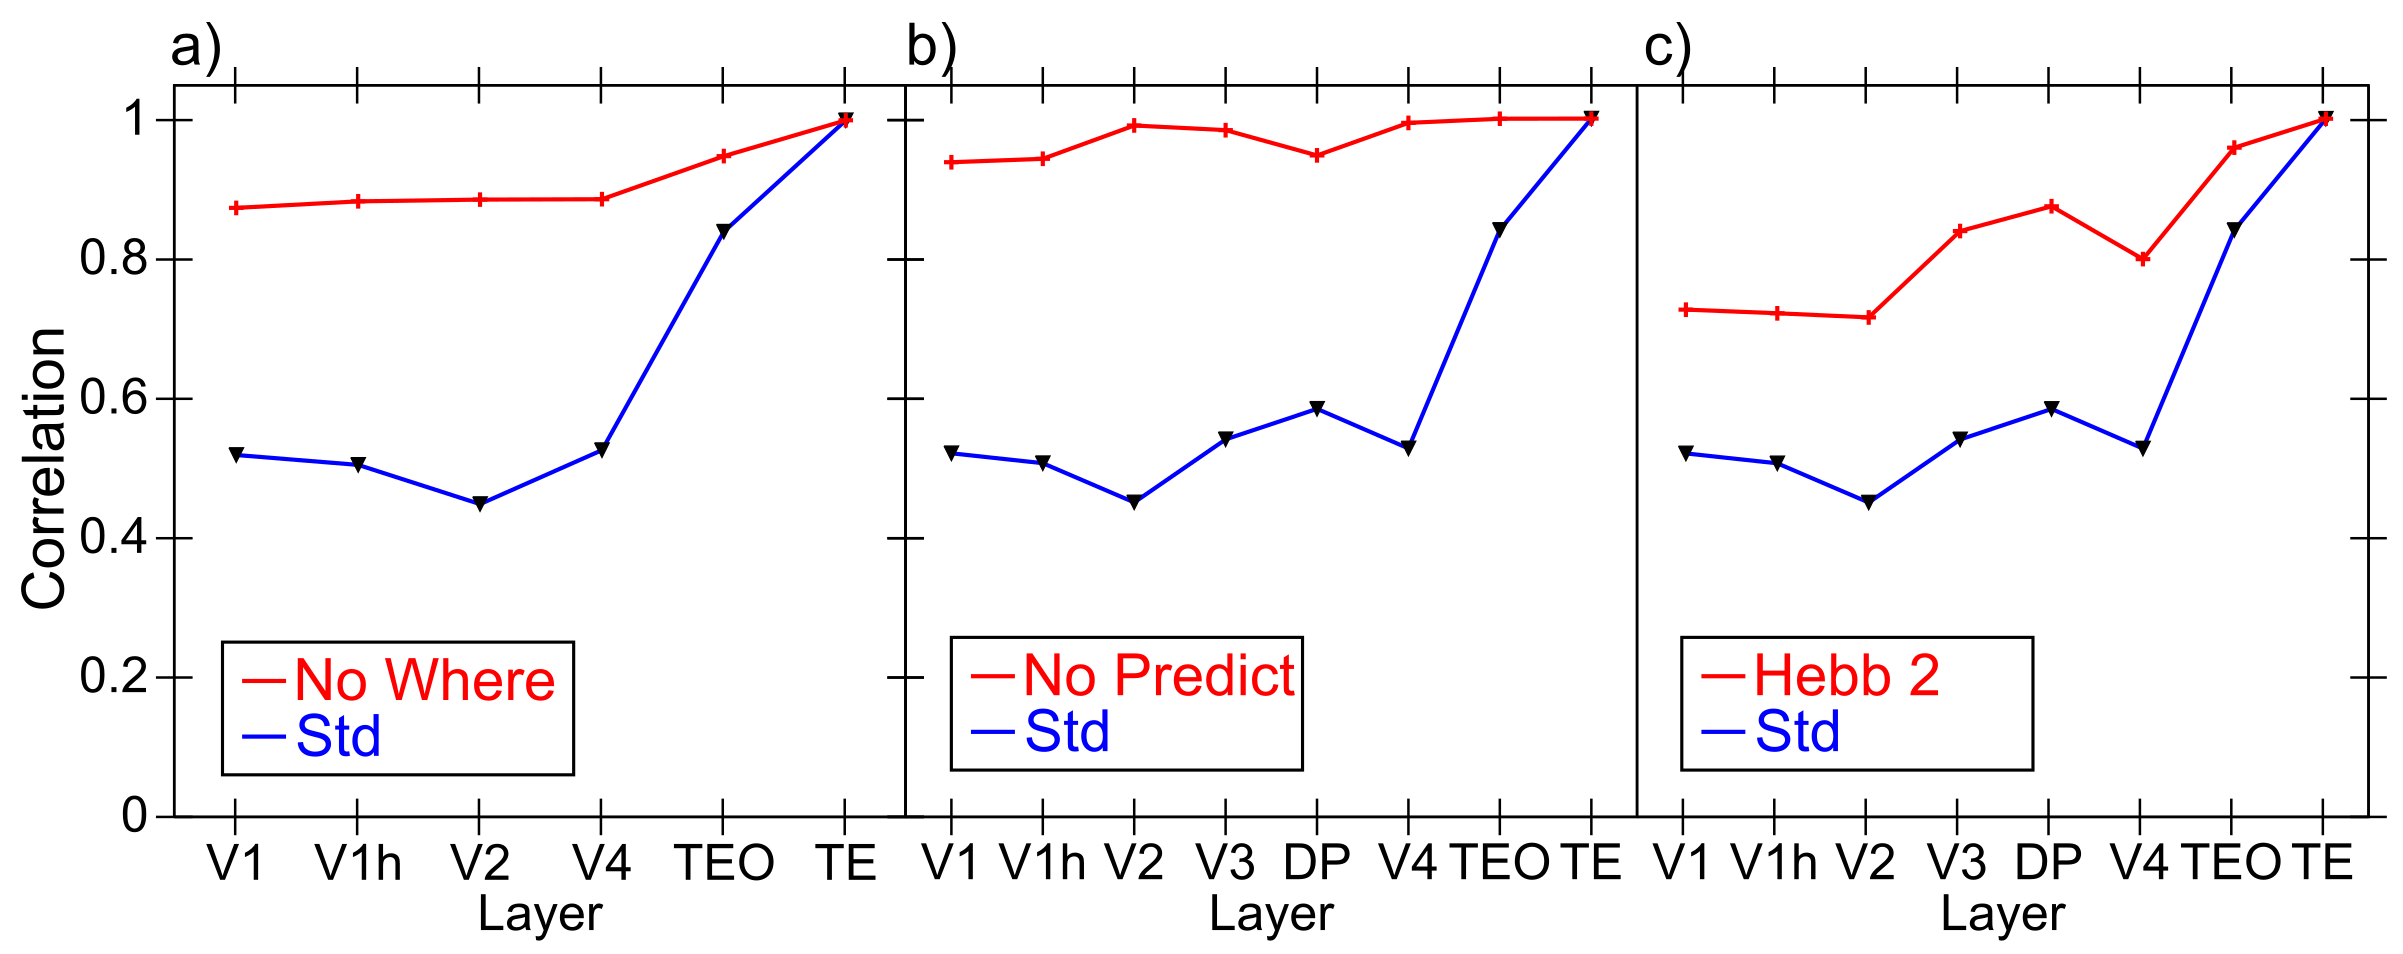 a) b) c)
Correlation
1
0.8
0.6
0.4
0.2
0
No Where
Std
No Predict
Std
Hebb 2
Std
V1 V1h V2 V4 TEO TE V1 V1h V2 V3 DP V4 TEO TE V1 V1h V2 V3 DP V4 TEO TE
Layer Layer Layer